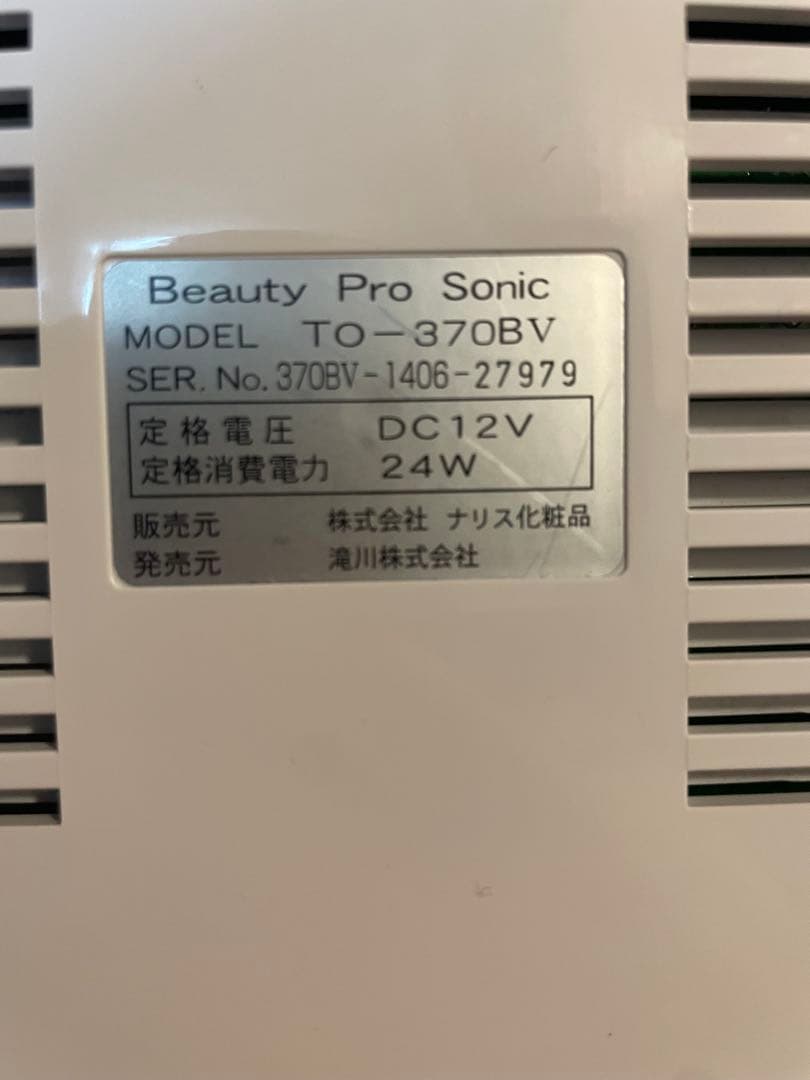 Beauty Pro Sonic
MODEL TO-370BV
SER. No. 370BV-1406-27979
定格電圧 DC12V
定格消費電力 24W
販売元 株式会社 ナリス化粧品
発売元 滝川株式会社